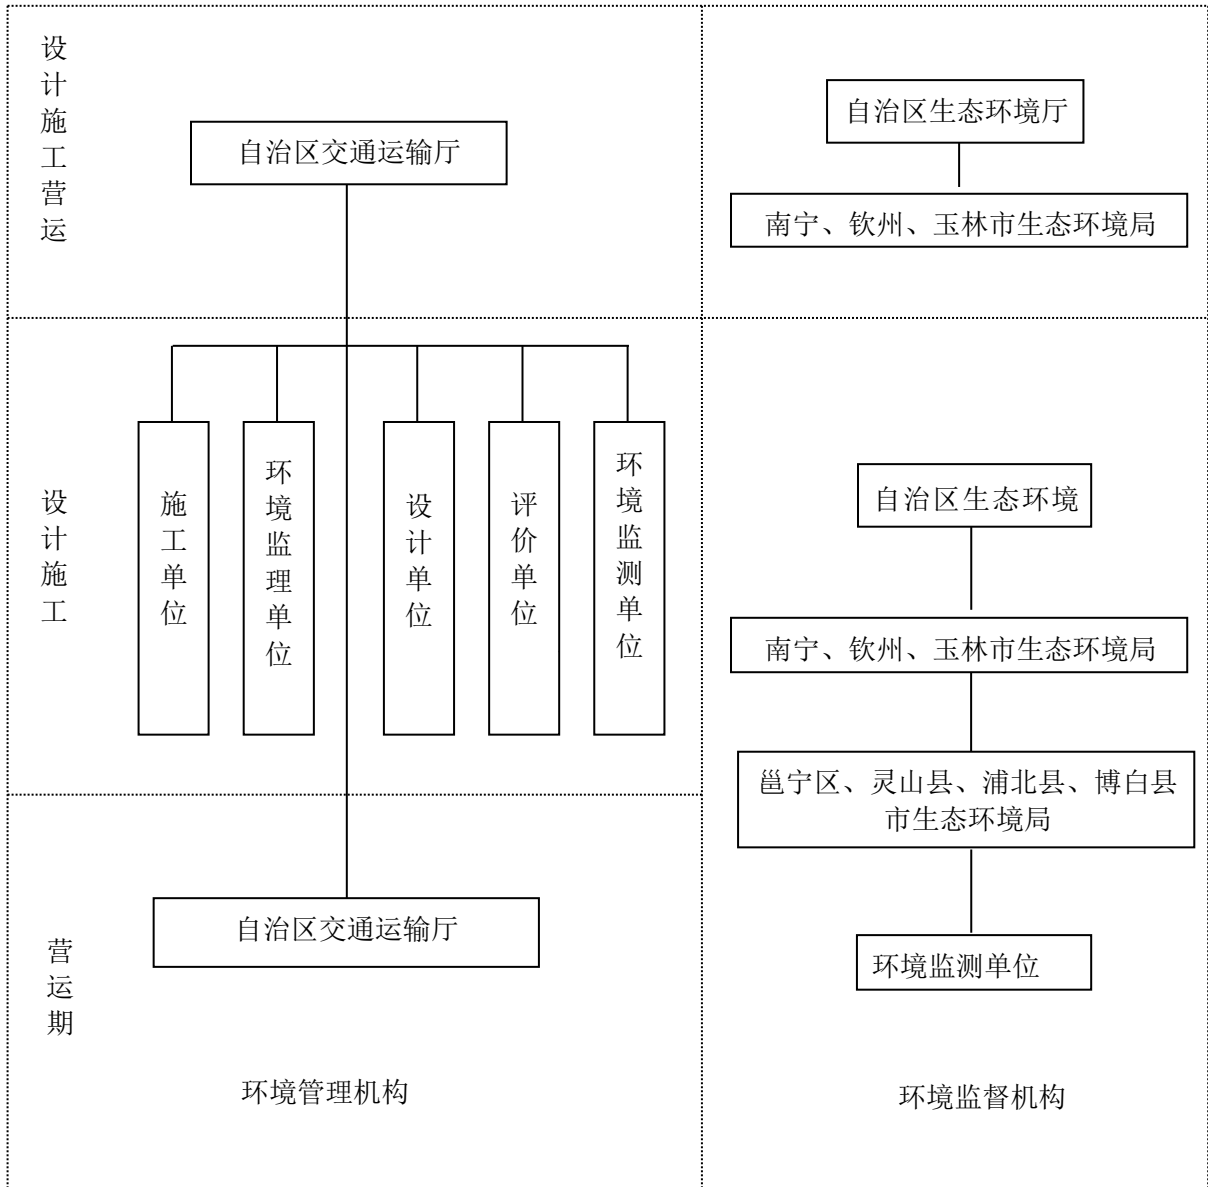 设计施工营运
自治区交通运输厅
自治区生态环境厅
南宁、钦州、玉林市生态环境局
设计施工
施工单位
环境监理单位
设计单位
评价单位
环境监测单位
自治区生态环境
南宁、钦州、玉林市生态环境局
邕宁区、灵山县、浦北县、博白县
市生态环境局
环境监测单位
营运期
自治区交通运输厅
环境管理机构
环境监督机构